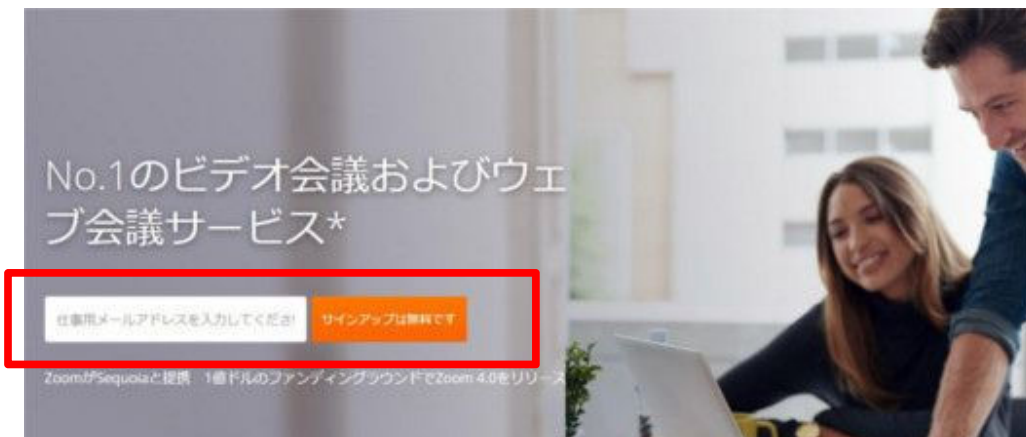 No.1のビデオ会議およびウェ
ブ会議サービス*
仕事用メールアドレスを入力してくださ
サインアップは無料です
ZoomがSequoiaと提携 1億ドルのファンディングラウンドでZoom 4.0をリリース